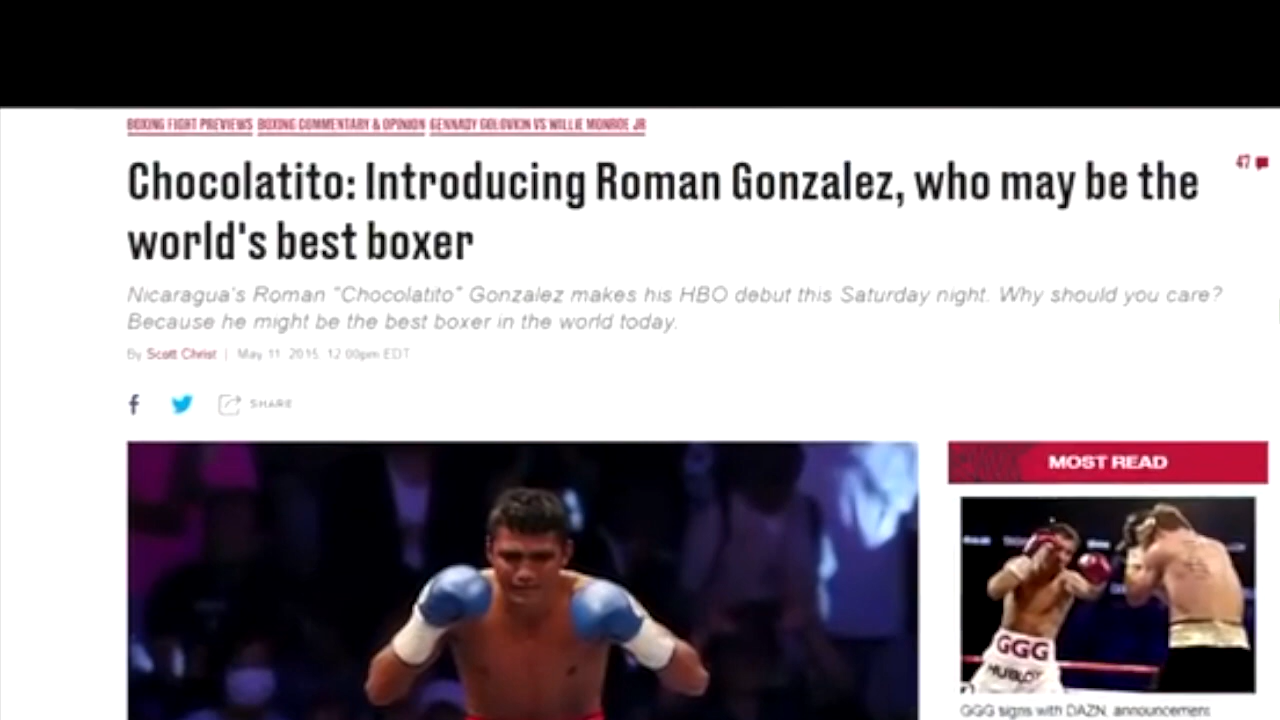 BOXING FIGHT PREVIEWS BOXING COMMENTARY & OPINION GENNADY GOLOVKIN VS WILLIE MONROE JR
47
Chocolatito: Introducing Roman Gonzalez, who may be the
world's best boxer
Nicaragua's Roman "Chocolatito" Gonzalez makes his HBO debut this Saturday night. Why should you care?
Because he might be the best boxer in the world today.
By Scott Christ | May 11 2015 12:00pm EDT
f SHARE
MOST READ
GGG
HUBLOT
GGG signs with DAZN, announcement